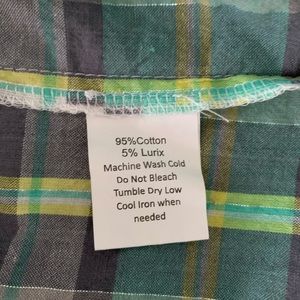 95%Cotton
5% Lurix
Machine Wash Cold
Do Not Bleach
Tumble Dry Low
Cool Iron when
needed